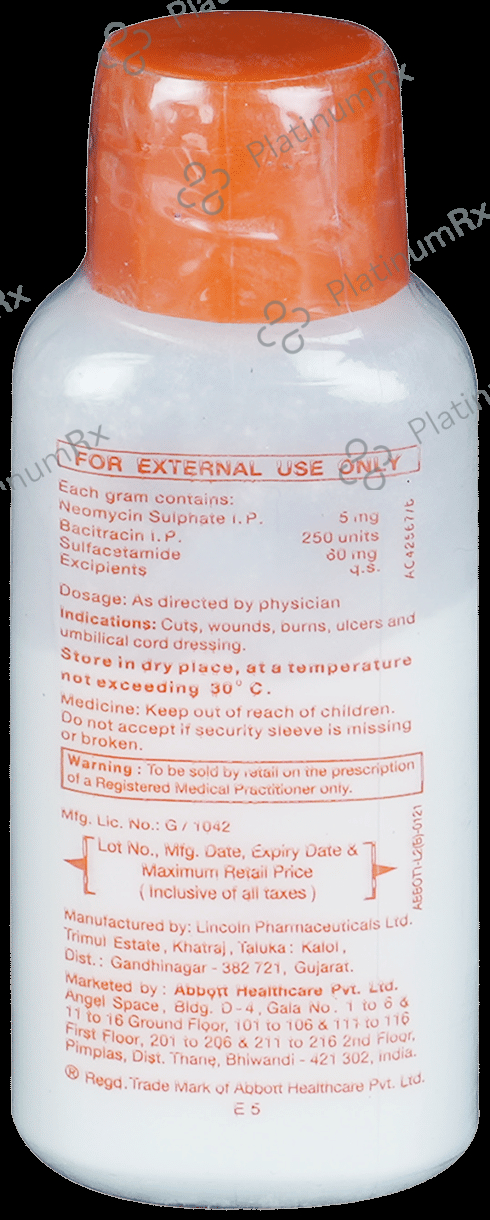 PlatinumRx
PlatinumRx
PlatinumRx
FOR EXTERNAL USE ONLY
Each gram contains:
Neomycin Sulphate I.P. 5 mg
Bacitracin I.P. 250 units
Sulfacetamide 60 mg
Excipients q.s.
Dosage: As directed by physician
Indications: Cuts, wounds, burns, ulcers and
umbilical cord dressing.
Store in dry place, at a temperature
not exceeding 30° C.
Medicine: Keep out of reach of children.
Do not accept if security sleeve is missing
or broken.
Warning : To be sold by retail on the prescription
of a Registered Medical Practitioner only.
Mfg. Lic. No.: G / 1042
Lot No., Mfg. Date, Expiry Date &
Maximum Retail Price
( Inclusive of all taxes )
Manufactured by: Lincoln Pharmaceuticals Ltd.
Trimul Estate, Khatraj, Taluka: Kalol,
Dist.: Gandhinagar - 382 721, Gujarat.
Marketed by : Abbott Healthcare Pvt. Ltd.
Angel Space, Bldg. D-4, Gala No. 1 to 6 &
11 to 16 Ground Floor, 101 to 106 & 111 to 116
First Floor, 201 to 206 & 211 to 216 2nd Floor,
Pimplas, Dist. Thane, Bhiwandi - 421 302, India.
® Regd. Trade Mark of Abbott Healthcare Pvt. Ltd.
E 5